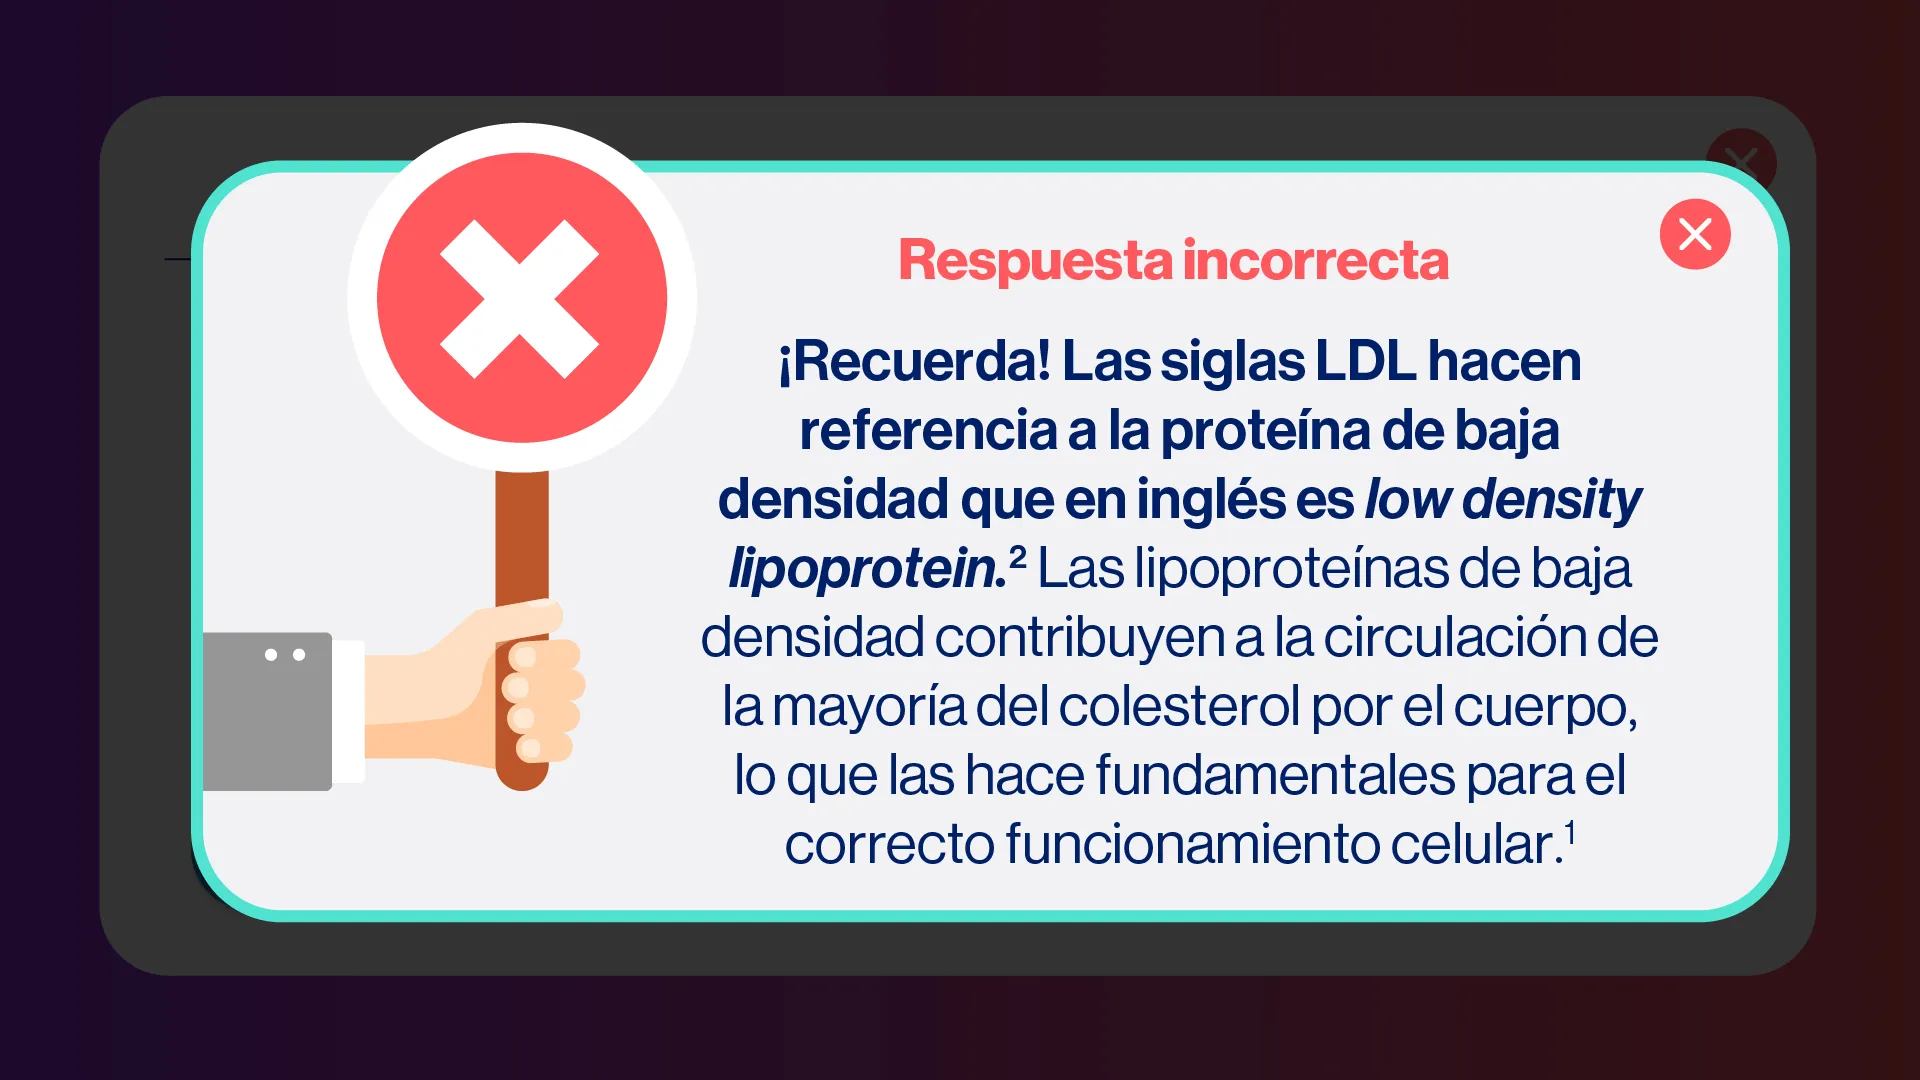 Respuesta incorrecta
¡Recuerda! Las siglas LDL hacen
referencia a la proteína de baja
densidad que en inglés es low density
lipoprotein.² Las lipoproteínas de baja
densidad contribuyen a la circulación de
la mayoría del colesterol por el cuerpo,
lo que las hace fundamentales para el
correcto funcionamiento celular.¹